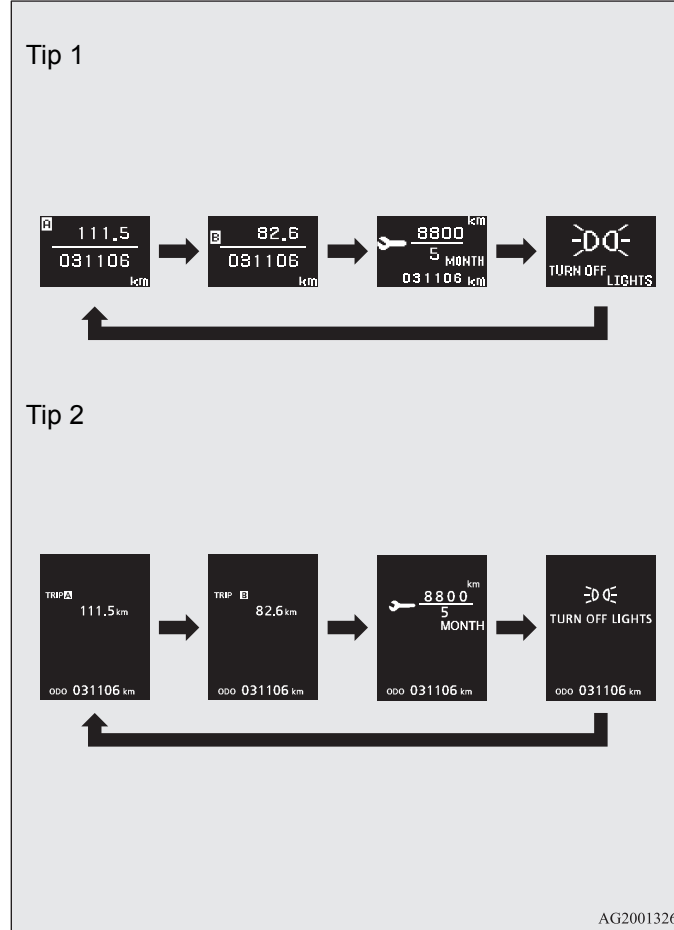 Tip 1
A 111.5
031106
km
B 82.6
031106
km
km
8800
5 MONTH
031106 km
TURN OFF
LIGHTS
Tip 2
TRIP A
111.5 km
ODO 031106 km
TRIP B
82.6 km
ODO 031106 km
km
8800
5
MONTH
ODO 031106 km
TURN OFF LIGHTS
ODO 031106 km
AG2001326